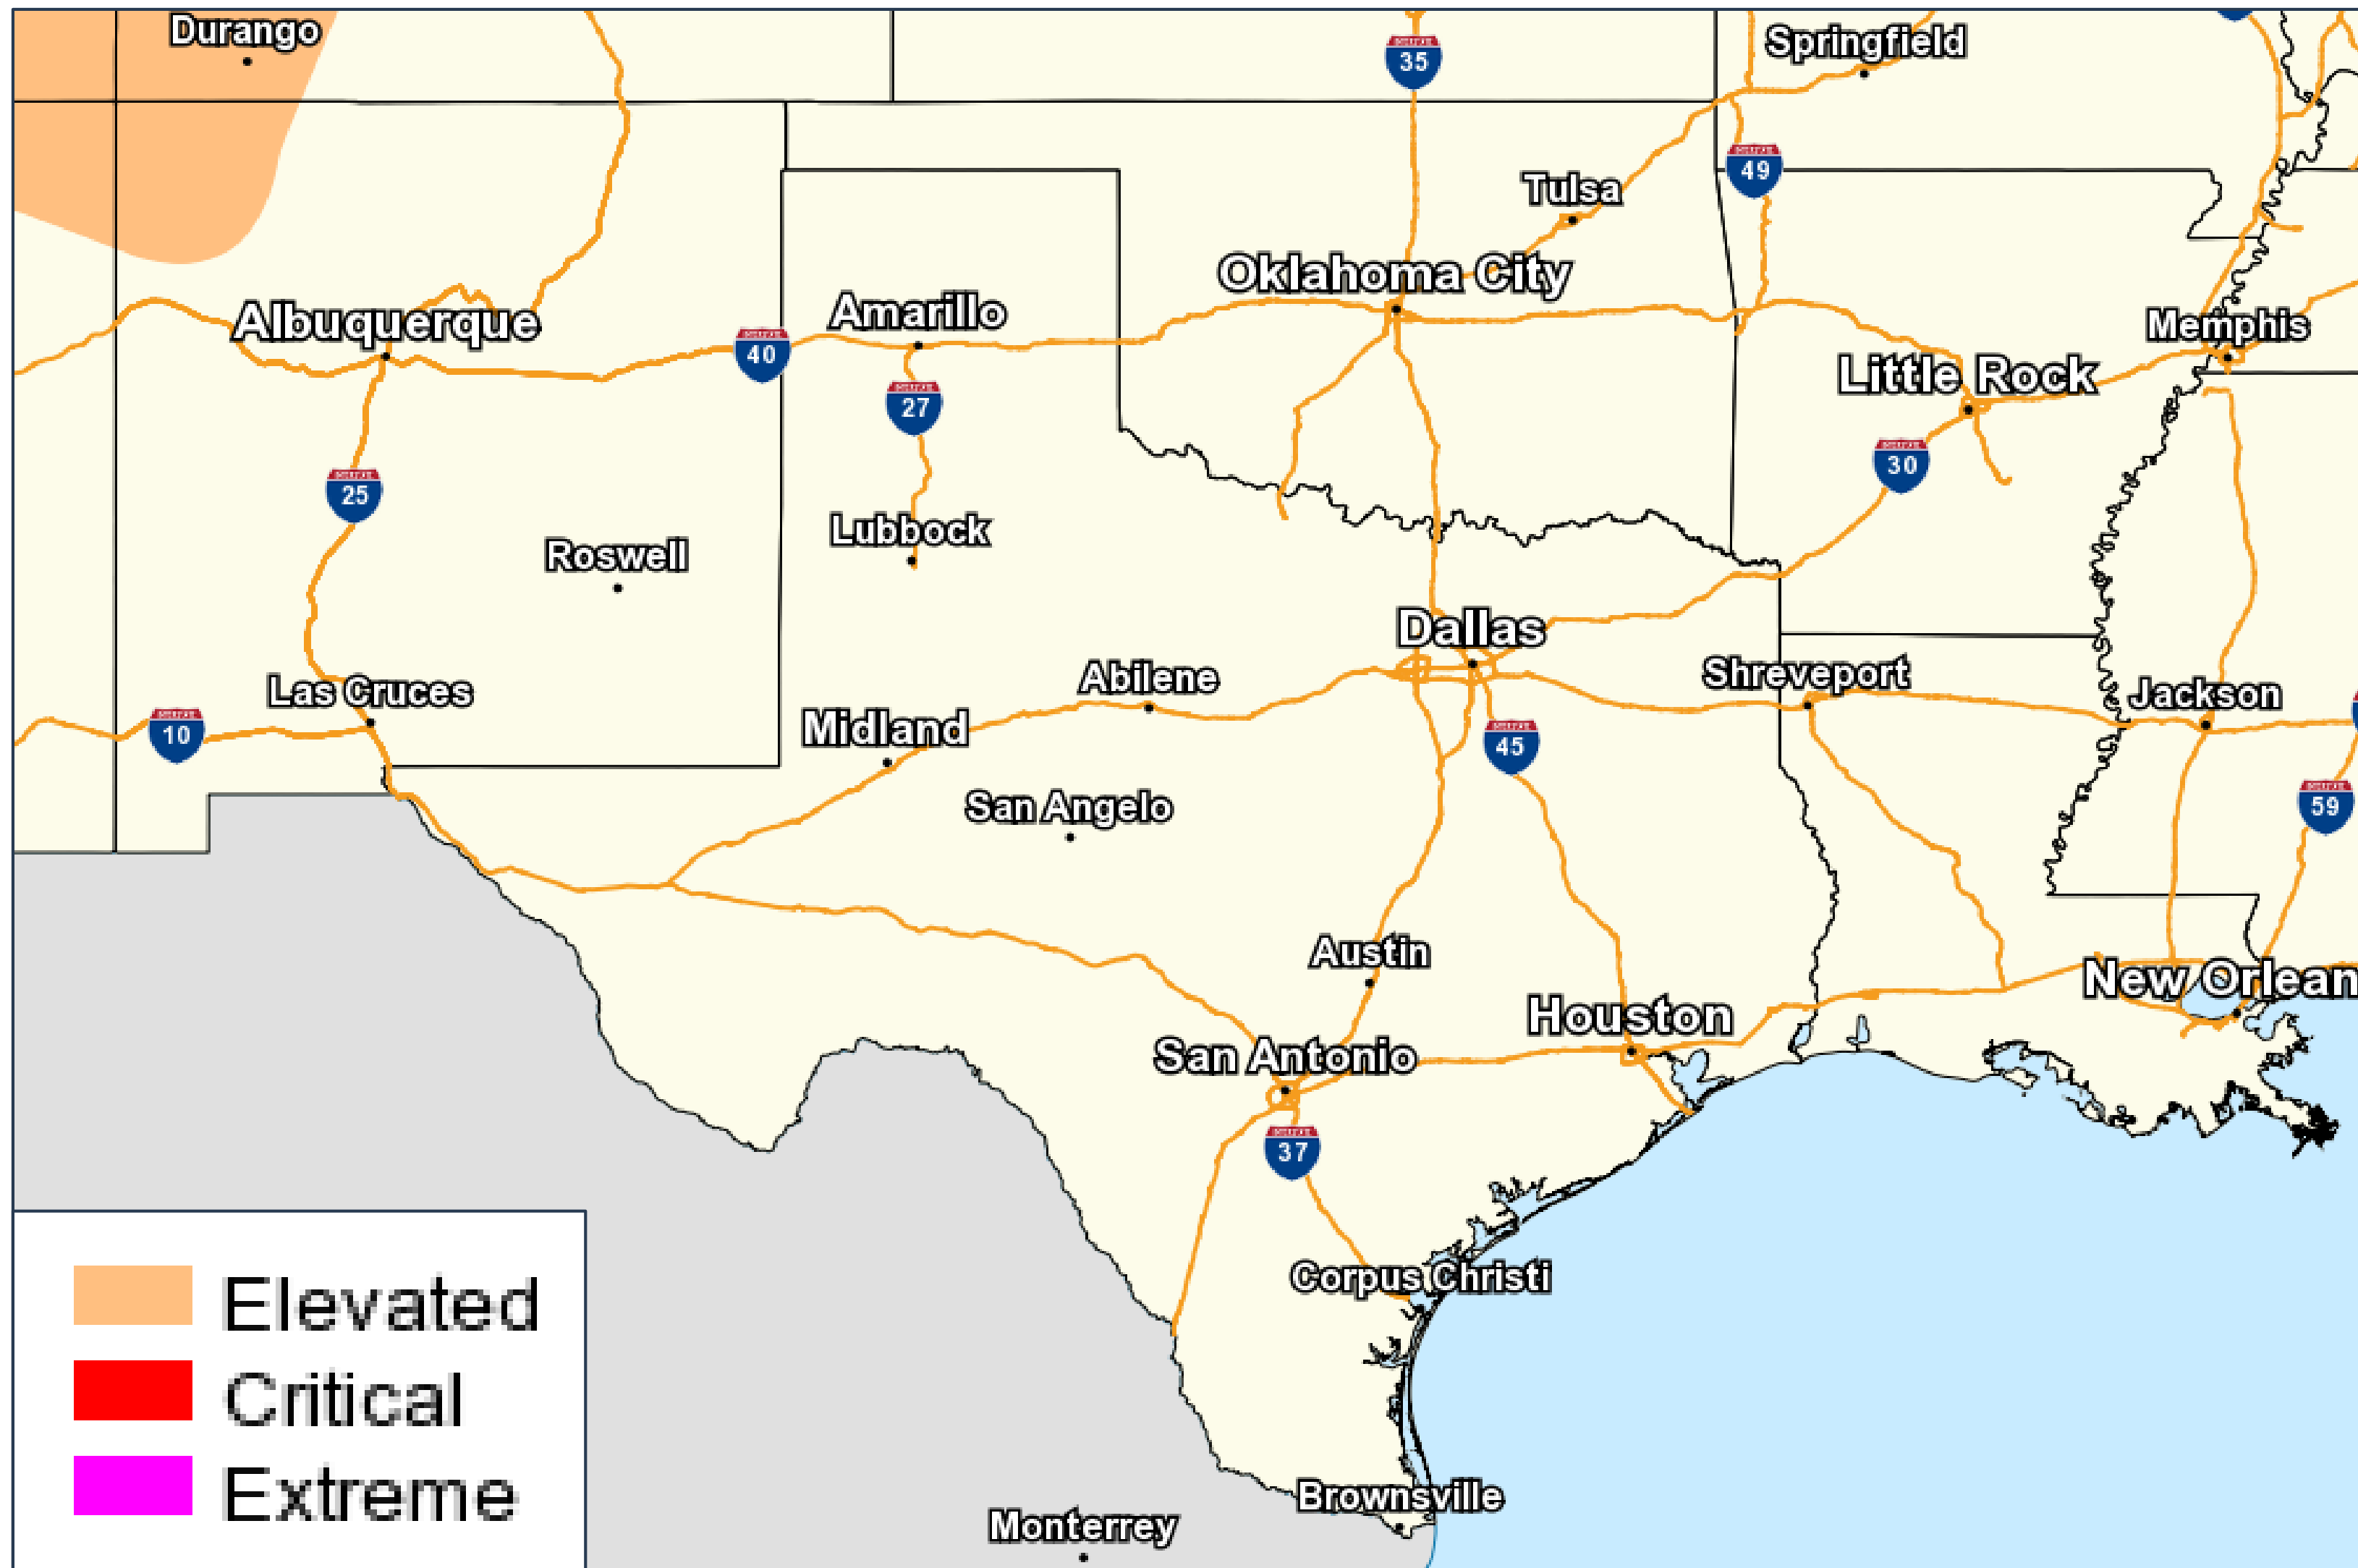 Durango
Springfield
35
49
Tulsa
Oklahoma City
Albuquerque
Amarillo
Memphis
40
Little Rock
27
30
25
Lubbock
Roswell
Dallas
Abilene
Shreveport
Las Cruces
Jackson
Midland
10
45
San Angelo
59
Austin
New Orlean
Houston
San Antonio
37
Corpus Christi
Elevated
Critical
Extreme
Brownsville
Monterrey